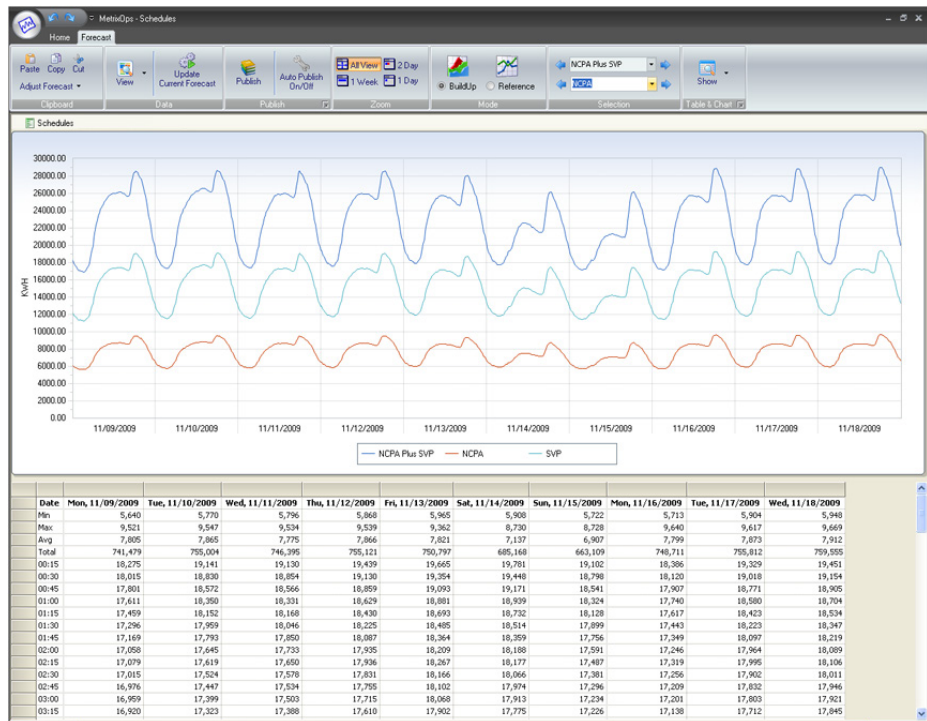 MetrixOps - Schedules
Home Forecast
Paste Copy Cut
Adjust Forecast
Clipboard
View
Update
Current Forecast
Data
Publish
Auto Publish
On/Off
Publish
All View 2 Day
1 Week 1 Day
Zoom
BuildUp Reference
Mode
NCPA Plus SVP
NCPA
Selection
Show
Table & Chart
Schedules
30000.00
28000.00
26000.00
24000.00
22000.00
20000.00
18000.00
16000.00
14000.00
12000.00
10000.00
8000.00
6000.00
4000.00
2000.00
0.00
KWH
11/09/2009 11/10/2009 11/11/2009 11/12/2009 11/13/2009 11/14/2009 11/15/2009 11/16/2009 11/17/2009 11/18/2009
NCPA Plus SVP NCPA SVP
Date Mon, 11/09/2009 Tue, 11/10/2009 Wed, 11/11/2009 Thu, 11/12/2009 Fri, 11/13/2009 Sat, 11/14/2009 Sun, 11/15/2009 Mon, 11/16/2009 Tue, 11/17/2009 Wed, 11/18/2009
Min 5,640 5,770 5,796 5,868 5,965 5,908 5,722 5,713 5,904 5,948
Max 9,521 9,547 9,534 9,539 9,362 8,730 8,728 9,640 9,617 9,669
Avg 7,805 7,865 7,775 7,866 7,821 7,137 6,907 7,799 7,873 7,912
Total 741,479 755,004 746,395 755,121 750,797 685,168 663,109 748,711 755,812 759,555
00:15 18,275 19,141 19,130 19,439 19,665 19,781 19,102 18,386 19,329 19,451
00:30 18,015 18,830 18,854 19,130 19,354 19,448 18,798 18,120 19,018 19,154
00:45 17,801 18,572 18,566 18,859 19,093 19,171 18,541 17,907 18,771 18,905
01:00 17,611 18,350 18,331 18,629 18,881 18,939 18,324 17,740 18,580 18,704
01:15 17,459 18,152 18,168 18,430 18,693 18,732 18,128 17,617 18,423 18,534
01:30 17,296 17,959 18,046 18,225 18,485 18,514 17,899 17,443 18,223 18,347
01:45 17,169 17,793 17,850 18,087 18,364 18,359 17,756 17,349 18,097 18,219
02:00 17,058 17,645 17,733 17,935 18,209 18,188 17,591 17,246 17,964 18,089
02:15 17,079 17,619 17,650 17,936 18,267 18,177 17,487 17,319 17,995 18,106
02:30 17,015 17,524 17,578 17,831 18,166 18,066 17,381 17,256 17,902 18,011
02:45 16,976 17,447 17,534 17,755 18,102 17,974 17,296 17,209 17,832 17,946
03:00 16,959 17,399 17,503 17,715 18,068 17,913 17,234 17,201 17,803 17,921
03:15 16,920 17,323 17,388 17,610 17,902 17,775 17,226 17,138 17,712 17,845